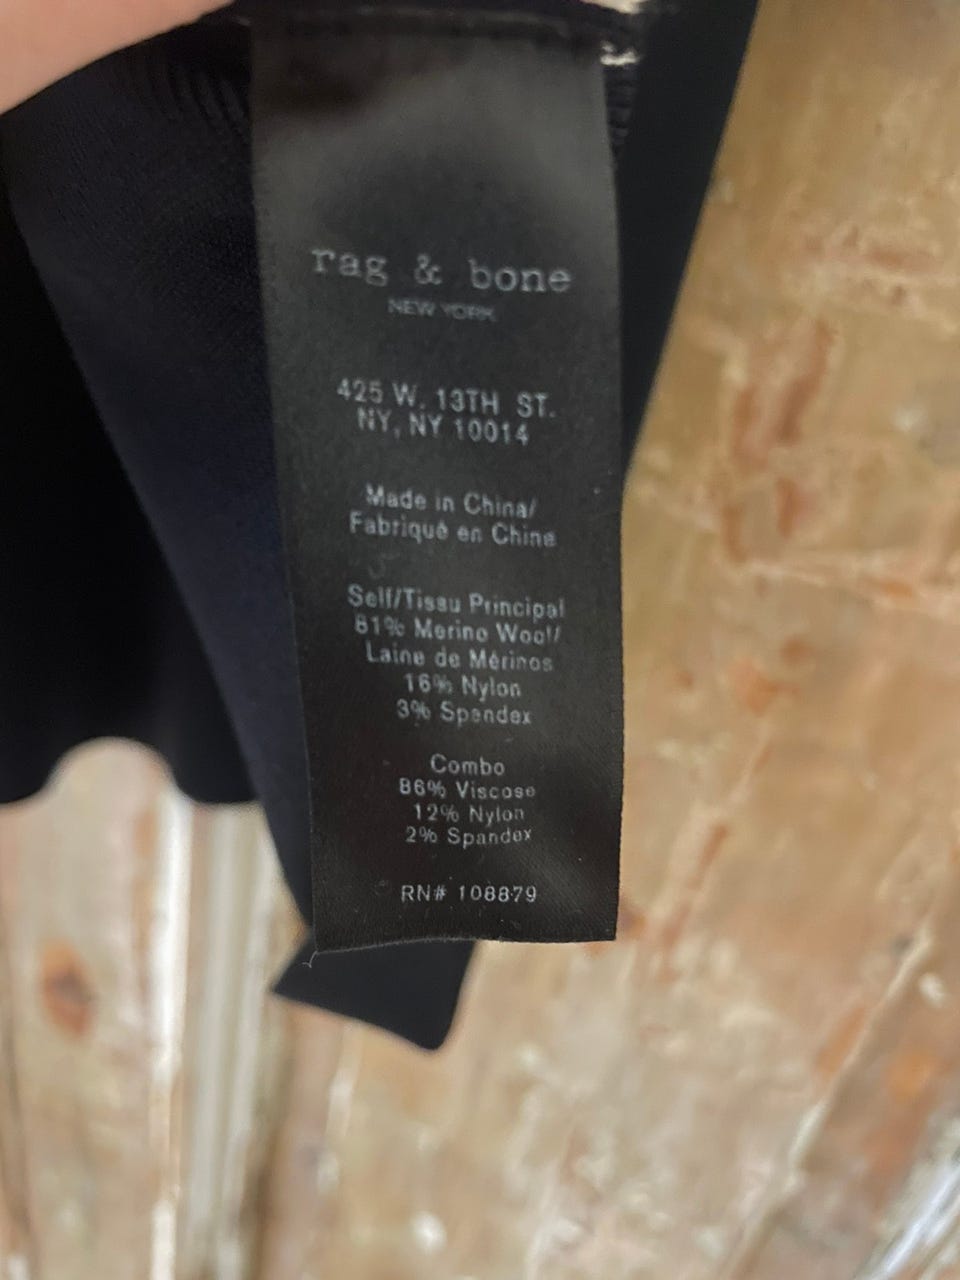 rag & bone
NEW YORK
425 W. 13TH ST.
NY, NY 10014
Made in China/
Fabriqué en Chine
Self/Tissu Principal
81% Merino Wool/
Laine de Mérinos
16% Nylon
3% Spandex
Combo
86% Viscose
12% Nylon
2% Spandex
RN# 108879